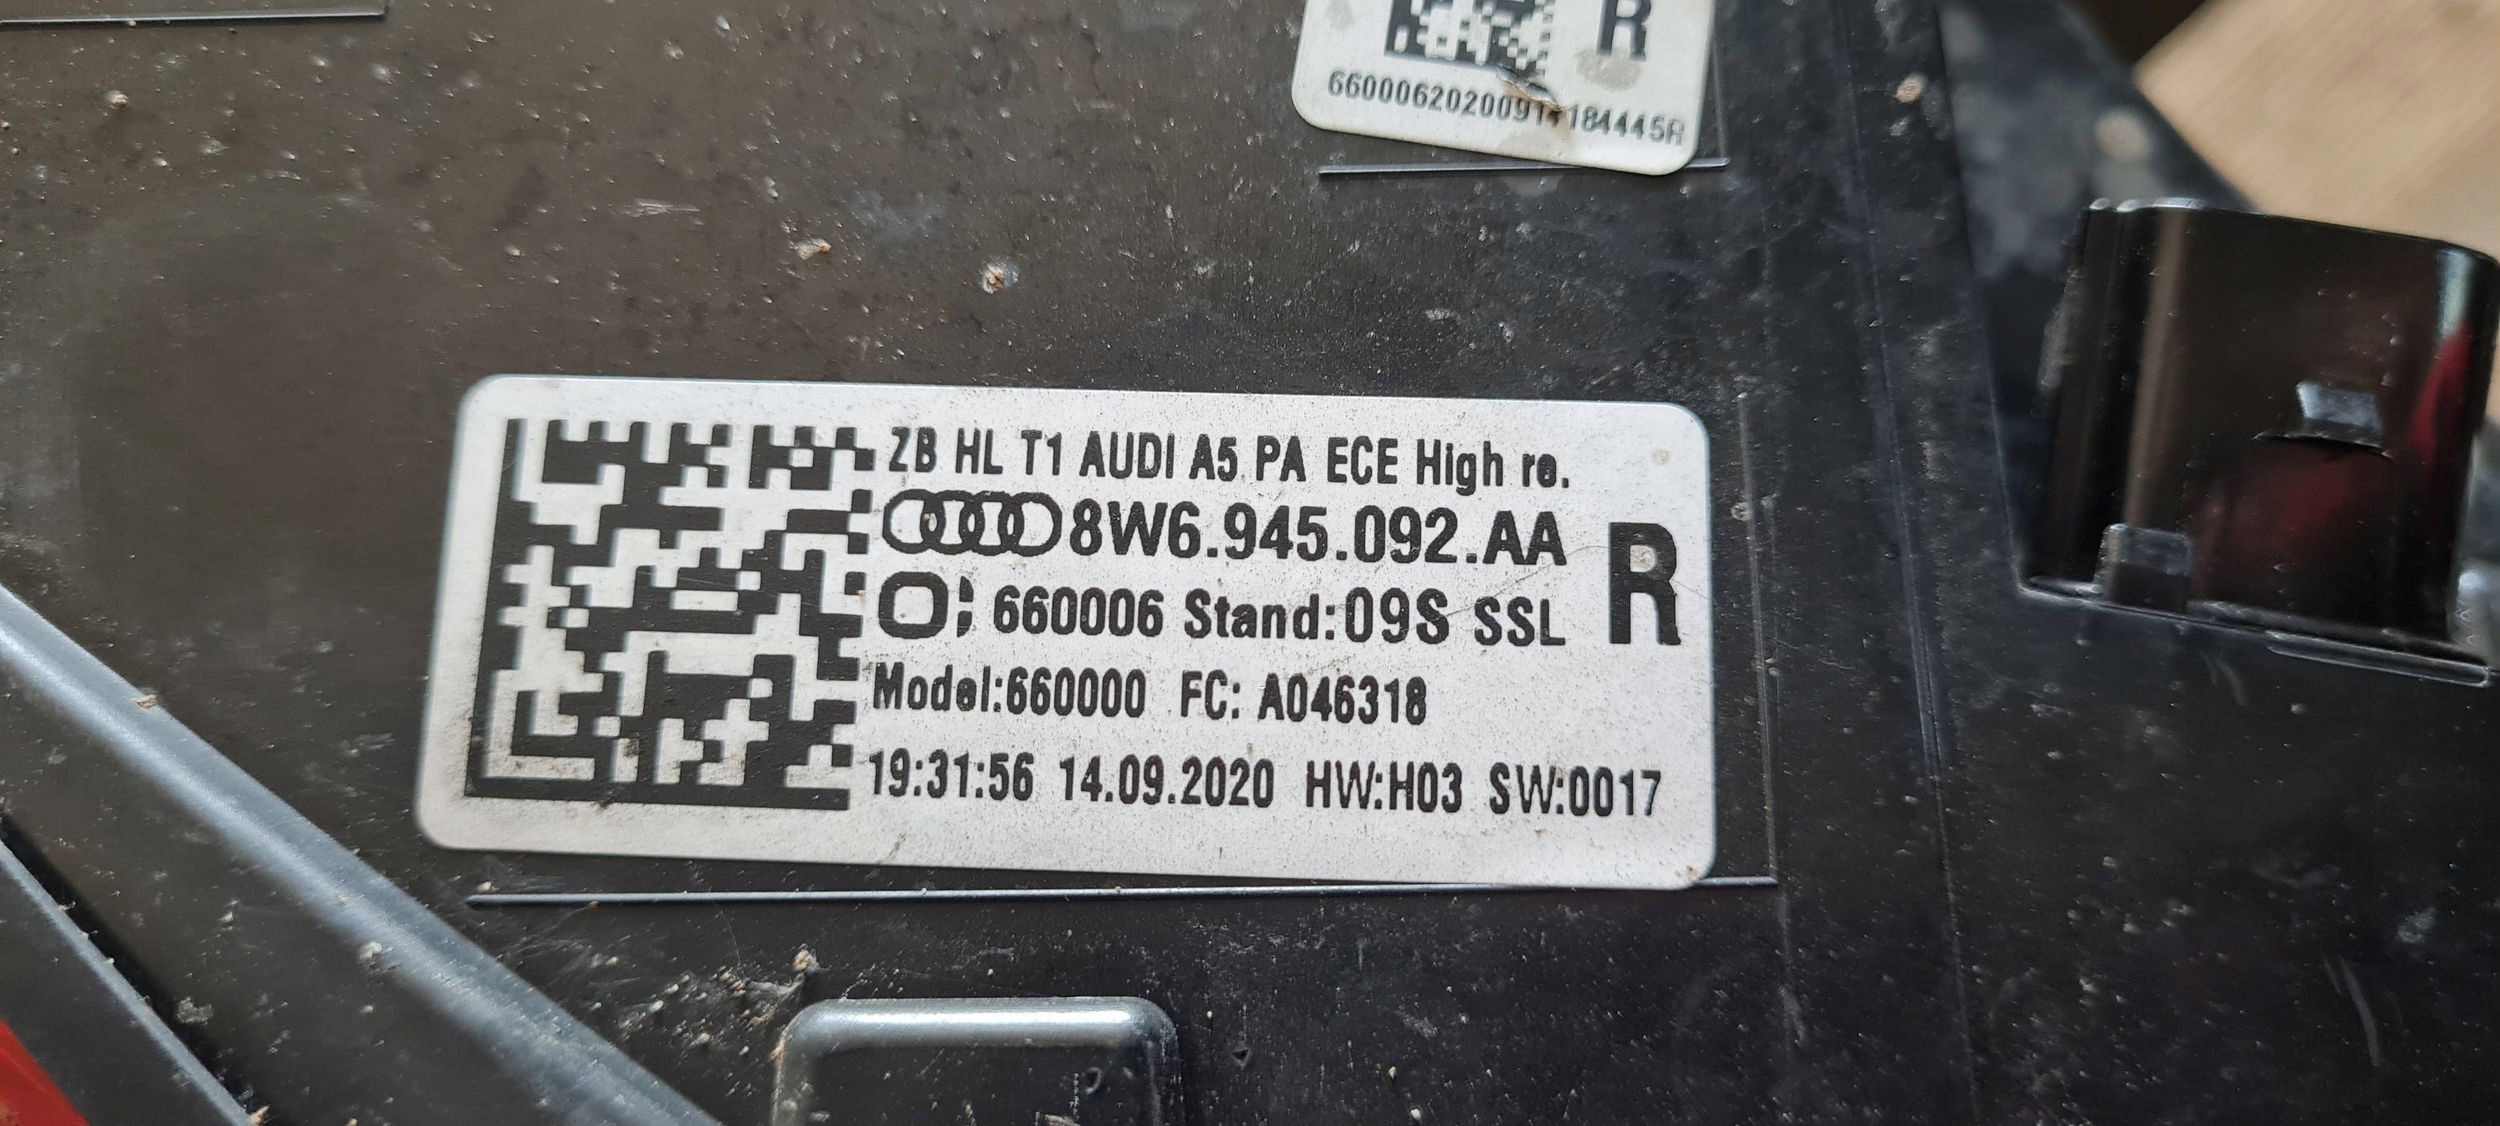 R
ZB HL T1 AUDI A5 PA ECE High re.
8W6.945.092.AA
R
660006 Stand:09S SSL
Model:660000 FC: A046318
19:31:56 14.09.2020 HW:H03 SW:0017